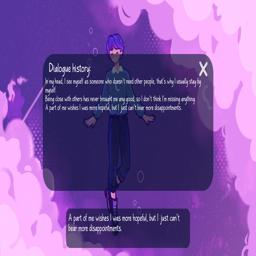 Dialogue history:
In my head, I see myself as someone who doesn't need other people, that's why I usually stay by
myself.
Being close with others has never brought me any good, so I don't think I'm missing anything.
A part of me wishes I was more hopeful, but I just can't bear more disappointments.
A part of me wishes I was more hopeful, but I just can't
bear more disappointments.